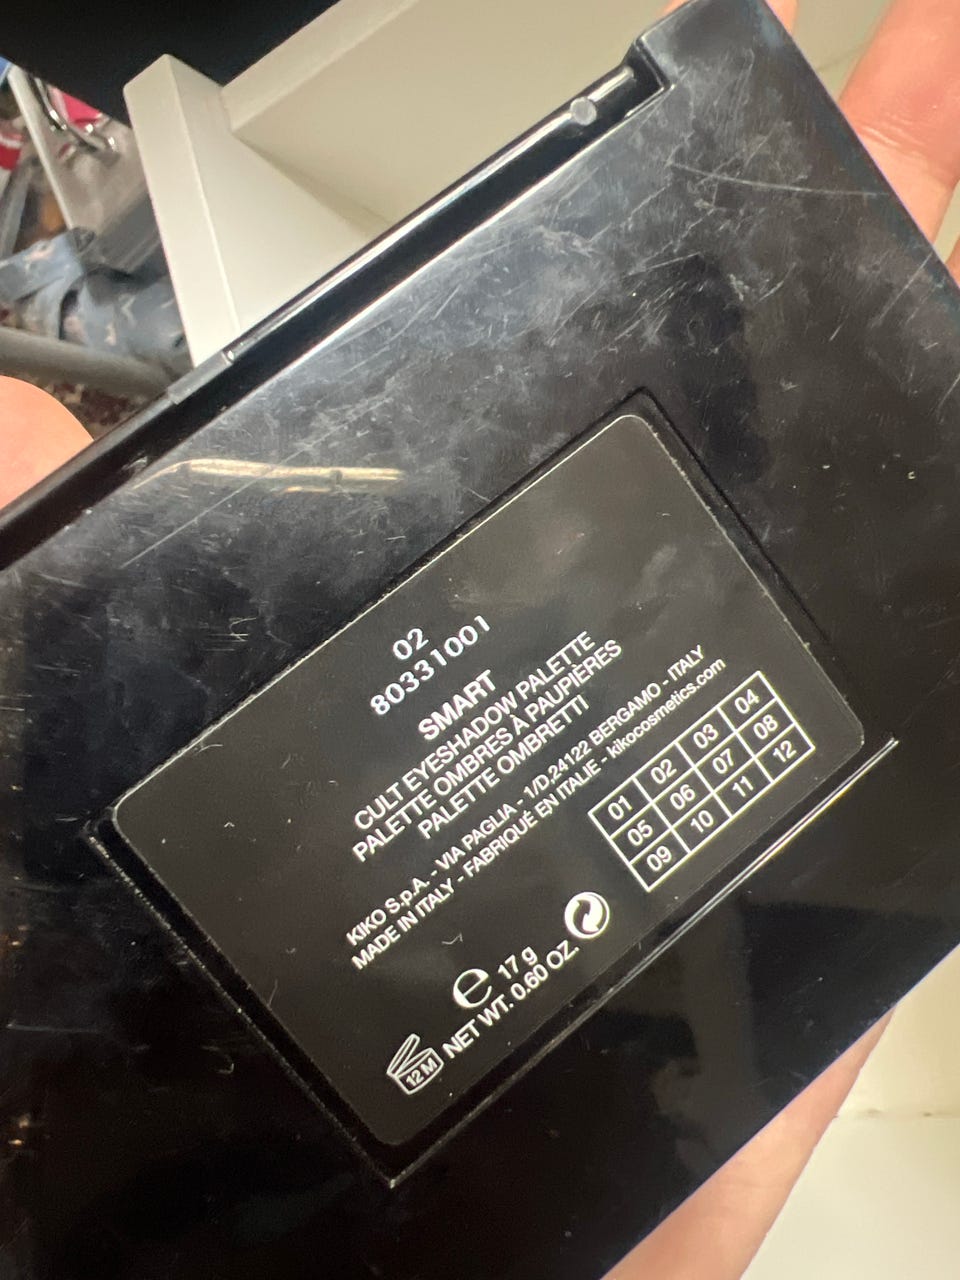 02
80331001
SMART
CULT EYESHADOW PALETTE
PALETTE OMBRES À PAUPIÈRES
PALETTE OMBRETTI
KIKO S.p.A. - VIA PAGLIA - 1/D,24122 BERGAMO - ITALY
MADE IN ITALY - FABRIQUÉ EN ITALIE - kikocosmetics.com
01 02 03 04
05 06 07 08
09 10 11 12
e 17 g
NET WT. 0.60 OZ.
12 M